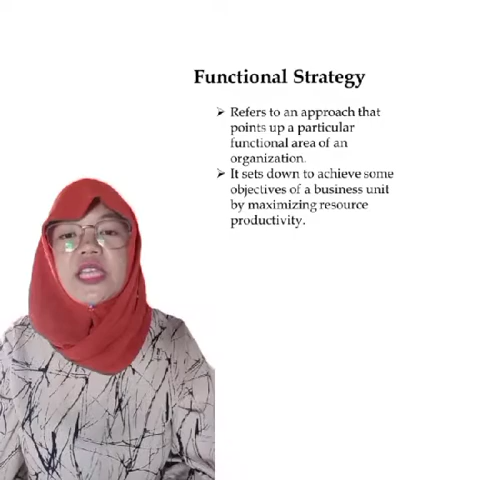 Functional Strategy
➢ Refers to an approach that
points up a particular
functional area of an
organization.
➢ It sets down to achieve some
objectives of a business unit
by maximizing resource
productivity.